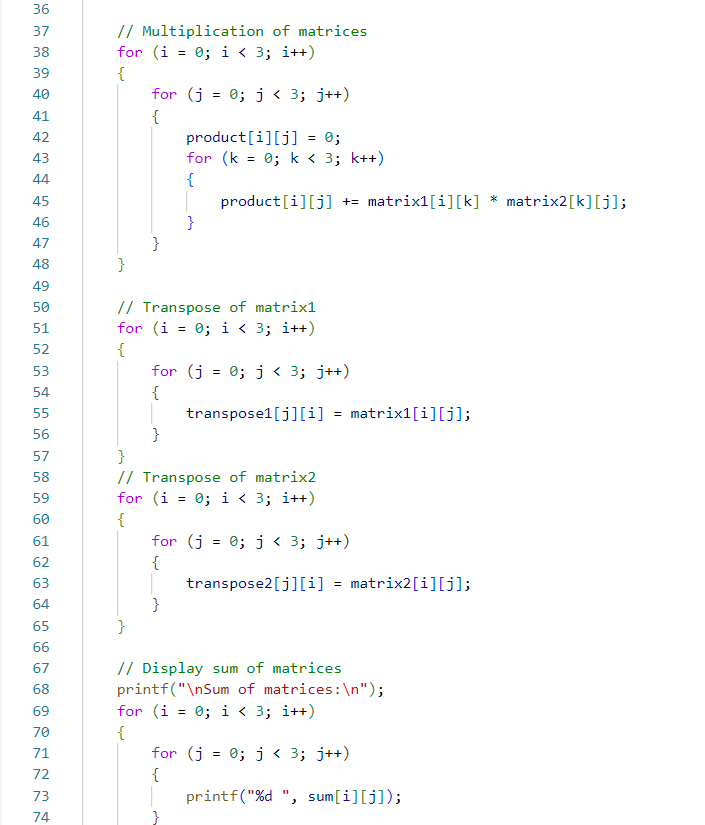 36
37 // Multiplication of matrices
38 for (i = 0; i < 3; i++)
39 {
40 for (j = 0; j < 3; j++)
41 {
42 product[i][j] = 0;
43 for (k = 0; k < 3; k++)
44 {
45 product[i][j] += matrix1[i][k] * matrix2[k][j];
46 }
47 }
48 }
49
50 // Transpose of matrix1
51 for (i = 0; i < 3; i++)
52 {
53 for (j = 0; j < 3; j++)
54 {
55 transpose1[j][i] = matrix1[i][j];
56 }
57 }
58 // Transpose of matrix2
59 for (i = 0; i < 3; i++)
60 {
61 for (j = 0; j < 3; j++)
62 {
63 transpose2[j][i] = matrix2[i][j];
64 }
65 }
66
67 // Display sum of matrices
68 printf("\nSum of matrices:\n");
69 for (i = 0; i < 3; i++)
70 {
71 for (j = 0; j < 3; j++)
72 {
73 printf("%d ", sum[i][j]);
74 }